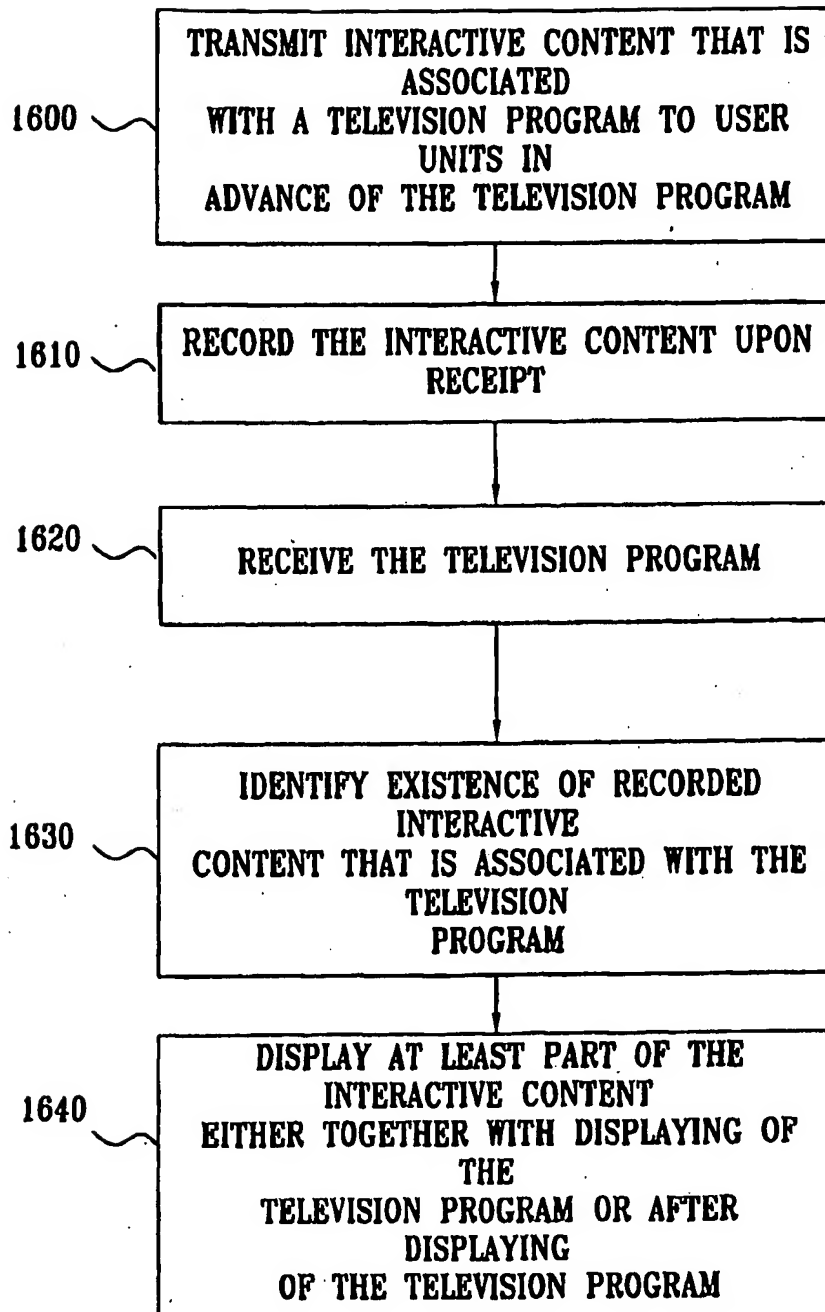 TRANSMIT INTERACTIVE CONTENT THAT IS
ASSOCIATED
1600
WITH A TELEVISION PROGRAM TO USER
UNITS IN
ADVANCE OF THE TELEVISION PROGRAM
1610
RECORD THE INTERACTIVE CONTENT UPON
RECEIPT
1620
RECEIVE THE TELEVISION PROGRAM
IDENTIFY EXISTENCE OF RECORDED
INTERACTIVE
1630
CONTENT THAT IS ASSOCIATED WITH THE
TELEVISION
PROGRAM
DISPLAY AT LEAST PART OF THE
INTERACTIVE CONTENT
1640
EITHER TOGETHER WITH DISPLAYING OF
THE
TELEVISION PROGRAM OR AFTER
DISPLAYING
OF THE TELEVISION PROGRAM